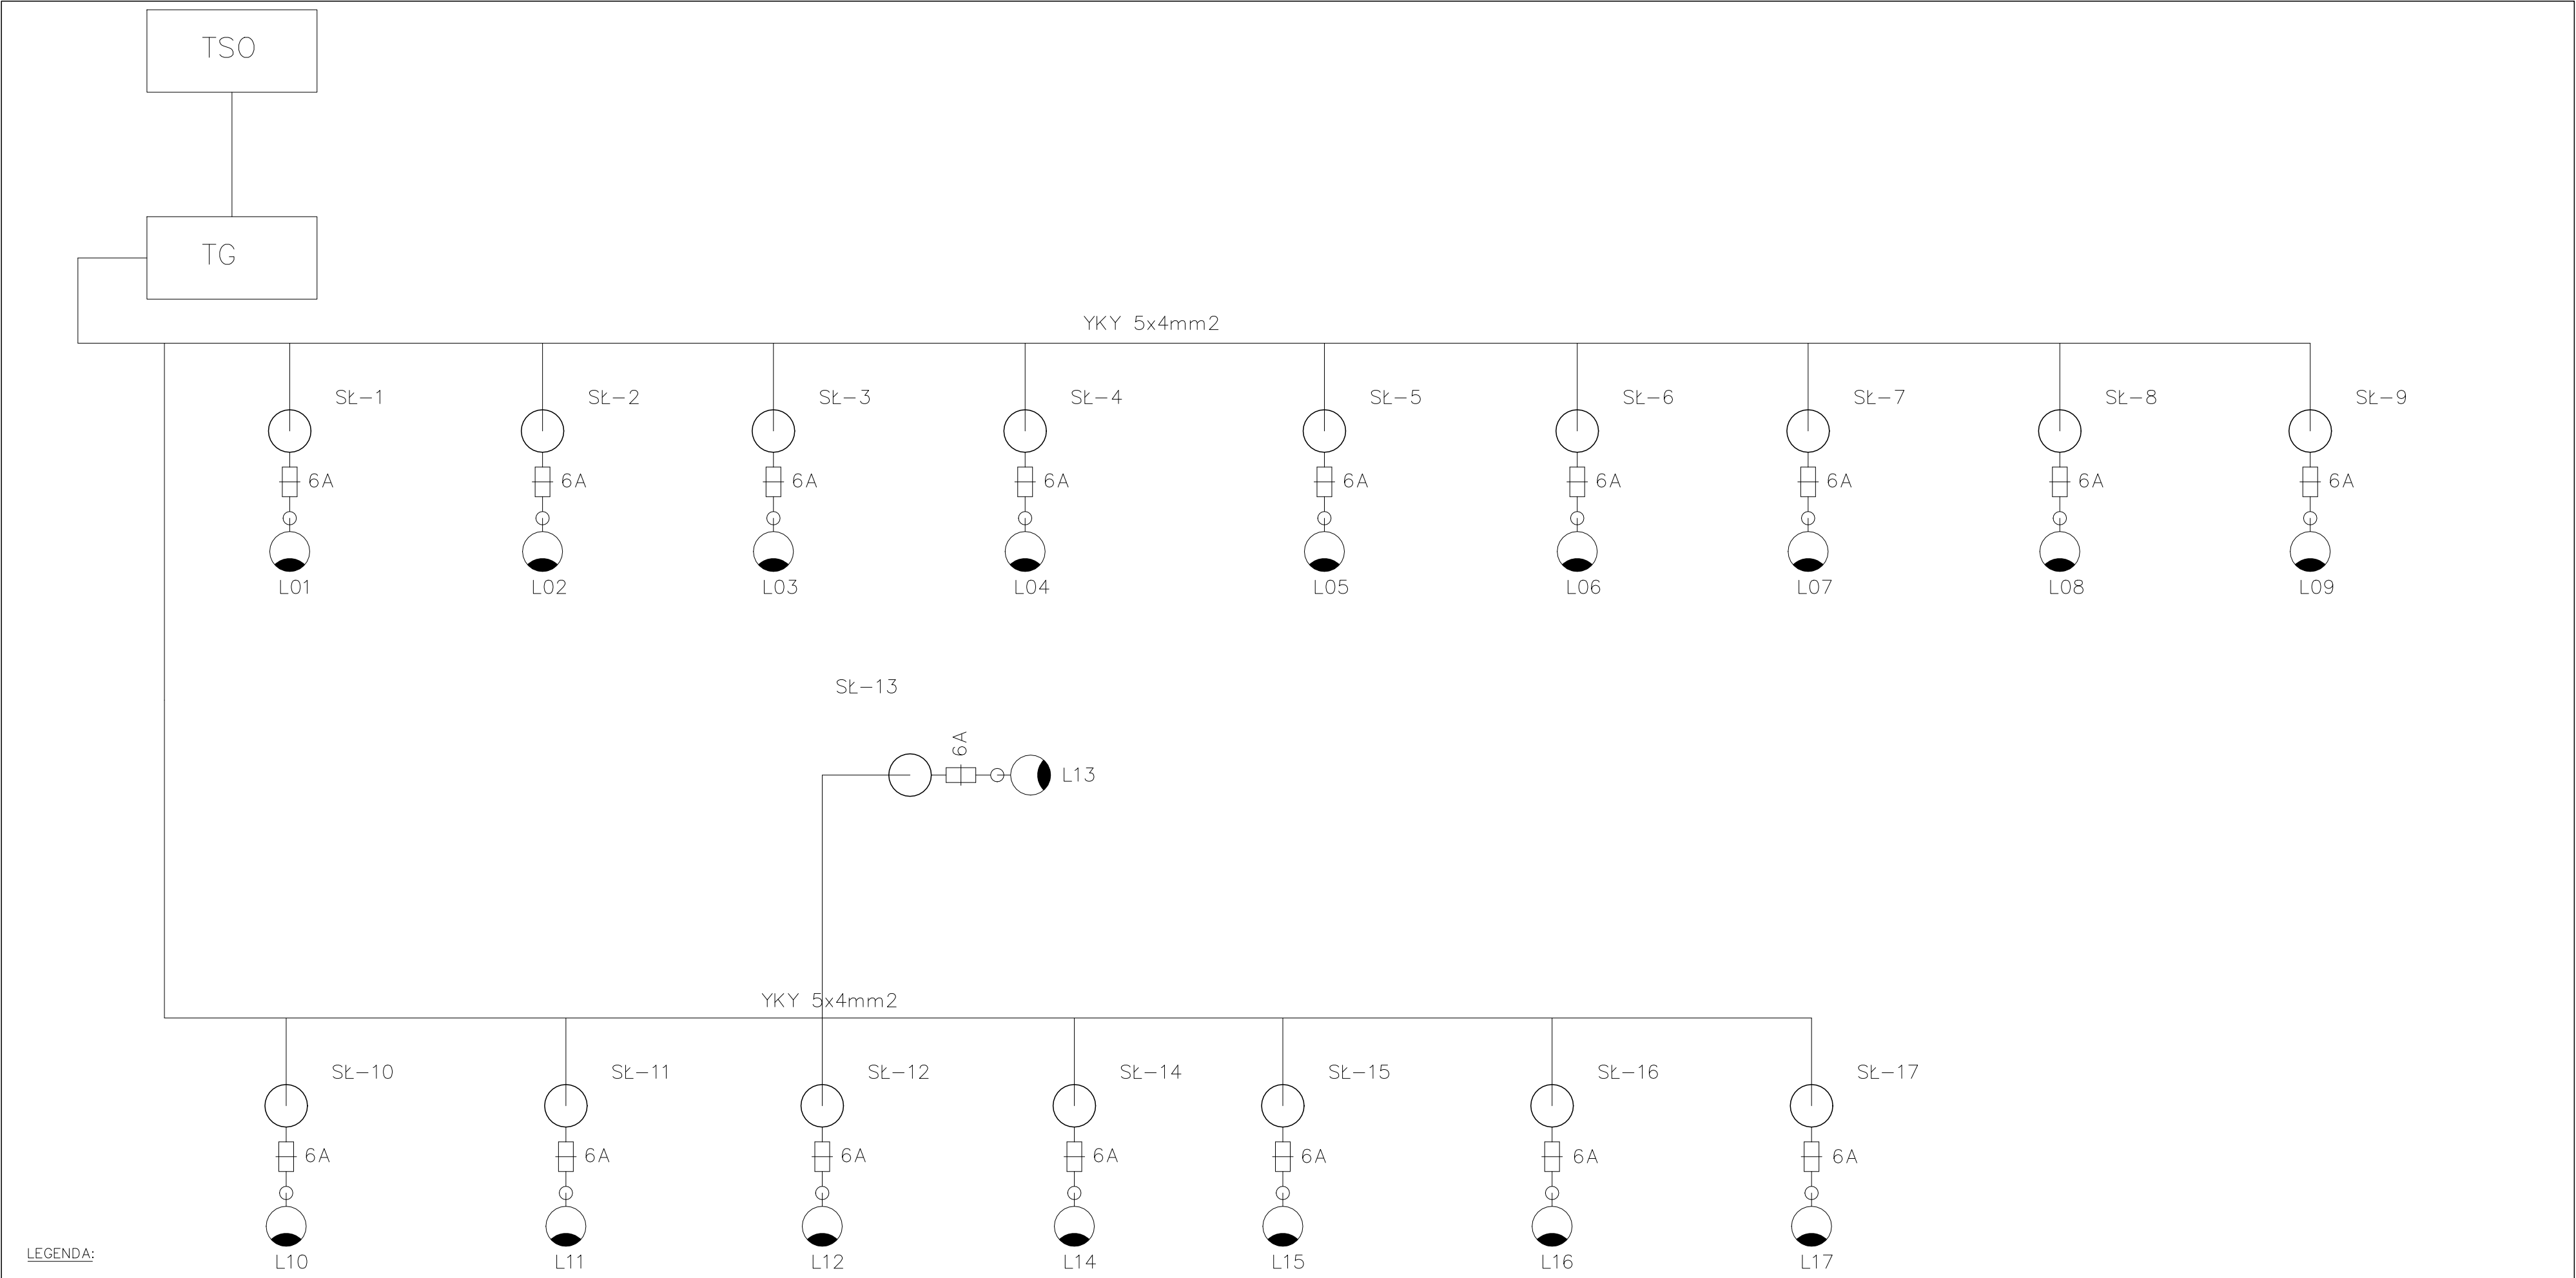 TSO
TG
YKY 5x4mm2
SŁ-1 SŁ-2 SŁ-3 SŁ-4 SŁ-5 SŁ-6 SŁ-7 SŁ-8 SŁ-9
6A 6A 6A 6A 6A 6A 6A 6A 6A
L01 L02 L03 L04 L05 L06 L07 L08 L09
SŁ-13
6A
L13
YKY 5x4mm2
SŁ-10 SŁ-11 SŁ-12 SŁ-14 SŁ-15 SŁ-16 SŁ-17
6A 6A 6A 6A 6A 6A 6A
L10 L11 L12 L14 L15 L16 L17
LEGENDA: